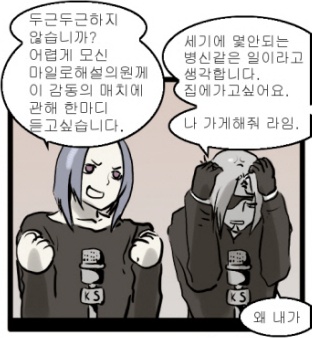 두근두근하지
않습니까?
어렵게 모신
마일로해설의원께
이 감동의 매치에
관해 한마디
듣고싶습니다.
세기에 몇안되는
병신같은 일이라고
생각합니다.
집에가고싶어요.
나 가게해줘 라임.
KS
KS
왜 내가